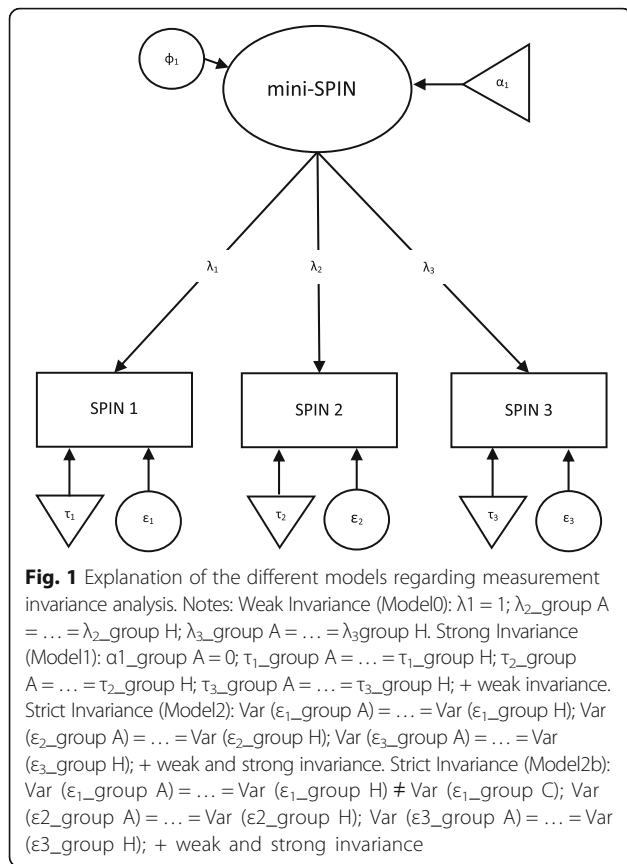 ϕ₁
mini-SPIN
α₁
λ₁
λ₂
λ₃
SPIN 1
SPIN 2
SPIN 3
τ₁
ε₁
τ₂
ε₂
τ₃
ε₃
Fig. 1 Explanation of the different models regarding measurement
invariance analysis. Notes: Weak Invariance (Model0): λ1 = 1; λ₂_group A
= … = λ₂_group H; λ₃_group A = … = λ₃group H. Strong Invariance
(Model1): α1_group A = 0; τ₁_group A = … = τ₁_group H; τ₂_group
A = … = τ₂_group H; τ₃_group A = … = τ₃_group H; + weak invariance.
Strict Invariance (Model2): Var (ε₁_group A) = … = Var (ε₁_group H); Var
(ε₂_group A) = … = Var (ε₂_group H); Var (ε₃_group A) = … = Var
(ε₃_group H); + weak and strong invariance. Strict Invariance (Model2b):
Var (ε₁_group A) = … = Var (ε₁_group H) ≠ Var (ε₁_group C); Var
(ε2_group A) = … = Var (ε2_group H); Var (ε3_group A) = … = Var
(ε3_group H); + weak and strong invariance